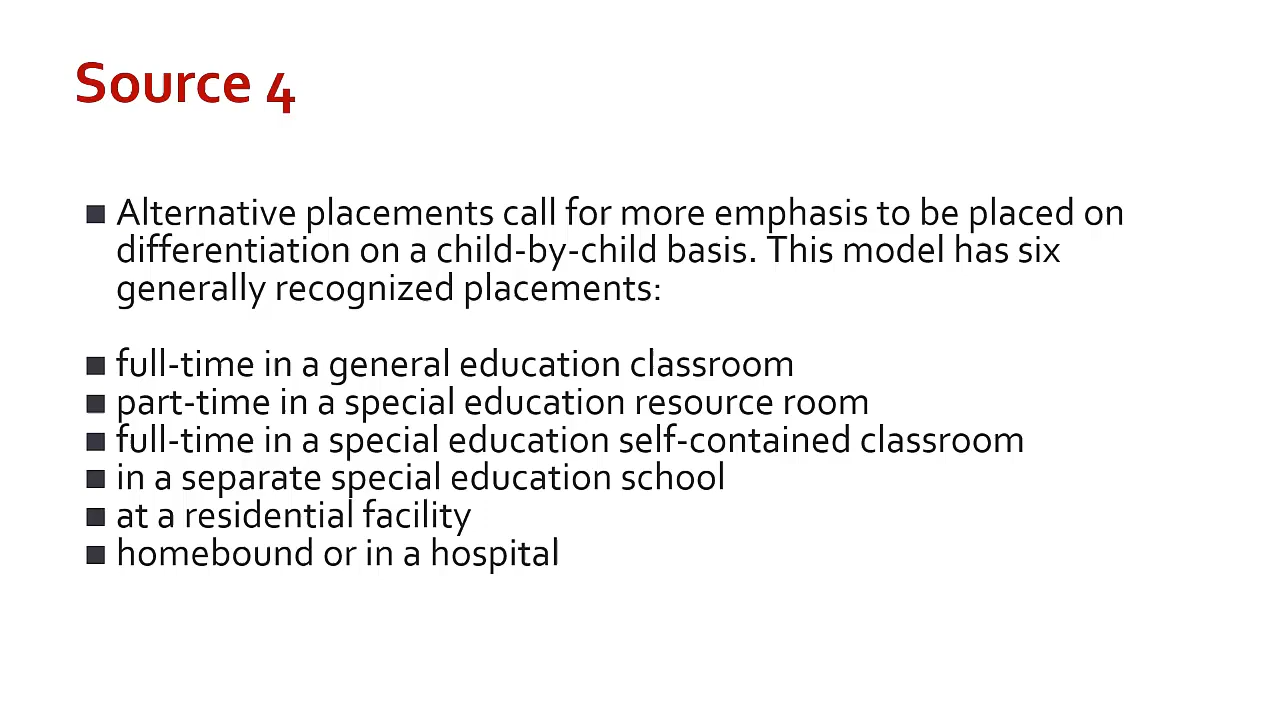 Source 4
Alternative placements call for more emphasis to be placed on
differentiation on a child-by-child basis. This model has six
generally recognized placements:
full-time in a general education classroom
part-time in a special education resource room
full-time in a special education self-contained classroom
in a separate special education school
at a residential facility
homebound or in a hospital